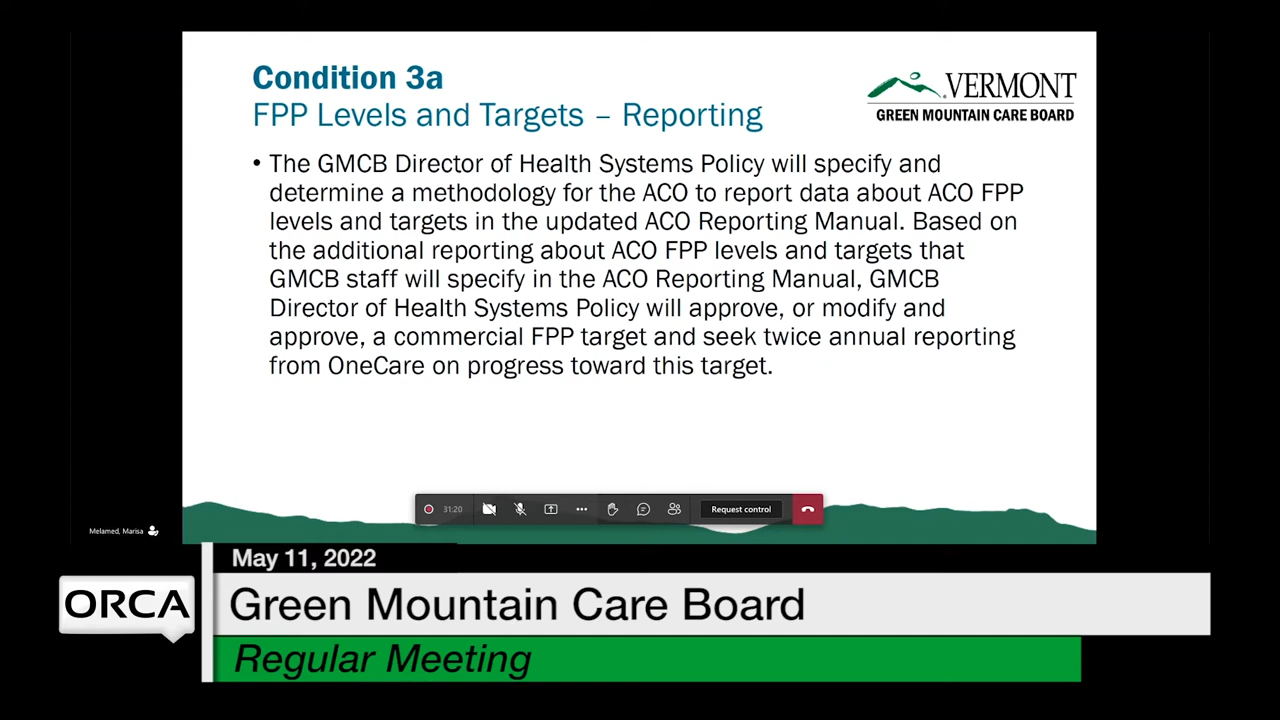 Condition 3a
FPP Levels and Targets – Reporting
VERMONT
GREEN MOUNTAIN CARE BOARD
• The GMCB Director of Health Systems Policy will specify and
determine a methodology for the ACO to report data about ACO FPP
levels and targets in the updated ACO Reporting Manual. Based on
the additional reporting about ACO FPP levels and targets that
GMCB staff will specify in the ACO Reporting Manual, GMCB
Director of Health Systems Policy will approve, or modify and
approve, a commercial FPP target and seek twice annual reporting
from OneCare on progress toward this target.
31:20
Request control
Melamed, Marisa
May 11, 2022
ORCA
Green Mountain Care Board
Regular Meeting